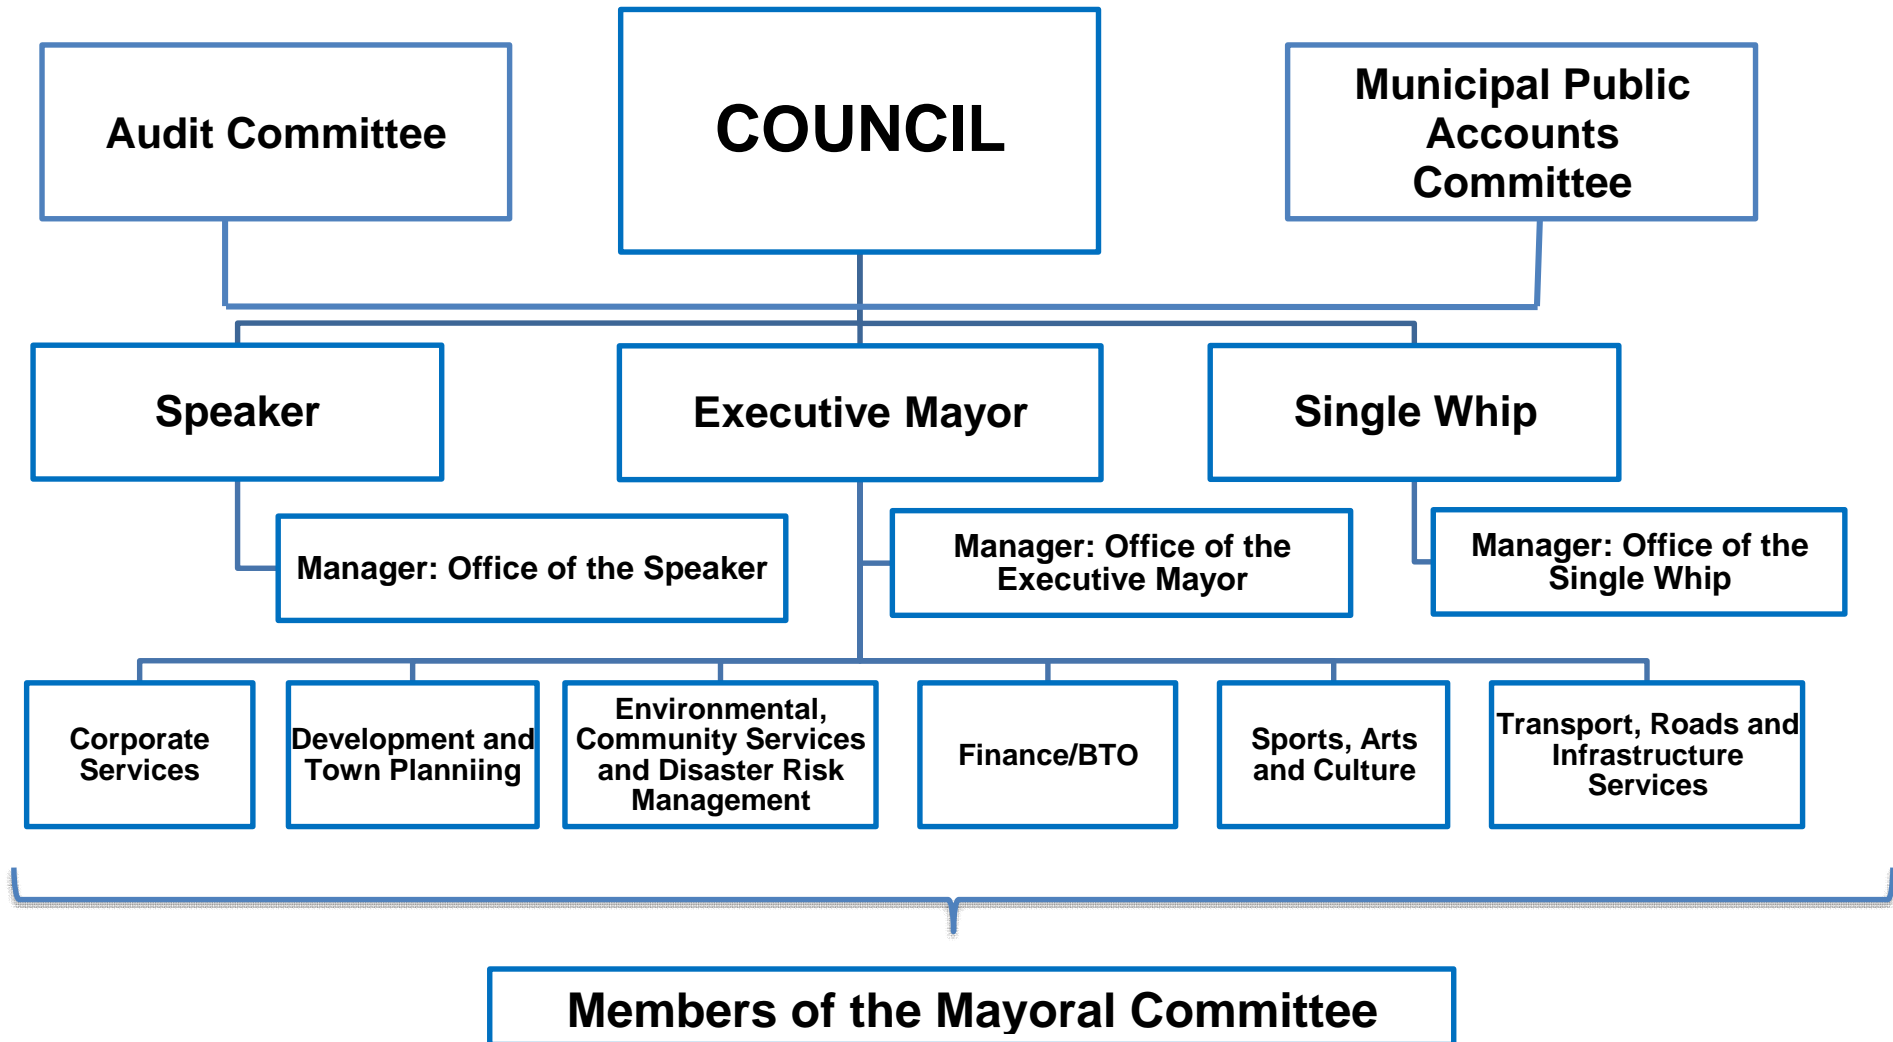 Audit Committee
COUNCIL
Municipal Public
Accounts
Committee
Speaker
Executive Mayor
Single Whip
Manager: Office of the Speaker
Manager: Office of the
Executive Mayor
Manager: Office of the
Single Whip
Corporate
Services
Development and
Town Planniing
Environmental,
Community Services
and Disaster Risk
Management
Finance/BTO
Sports, Arts
and Culture
Transport, Roads and
Infrastructure
Services
Members of the Mayoral Committee